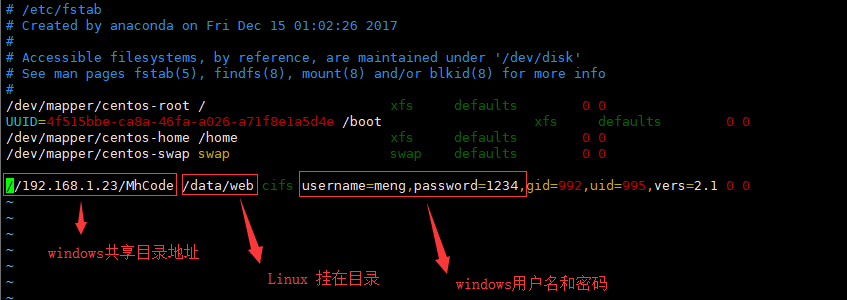 # /etc/fstab
# Created by anaconda on Fri Dec 15 01:02:26 2017
#
# Accessible filesystems, by reference, are maintained under '/dev/disk'
# See man pages fstab(5), findfs(8), mount(8) and/or blkid(8) for more info
#
/dev/mapper/centos-root / xfs defaults 0 0
UUID=4f515bbe-ca8a-46fa-a026-a71f8e1a5d4e /boot xfs defaults 0 0
/dev/mapper/centos-home /home xfs defaults 0 0
/dev/mapper/centos-swap swap swap defaults 0 0
//192.168.1.23/MhCode /data/web cifs username=meng,password=1234,gid=992,uid=995,vers=2.1 0 0
~
~
~
windows共享目录地址
~
Linux 挂在目录
~
windows用户名和密码
~
~